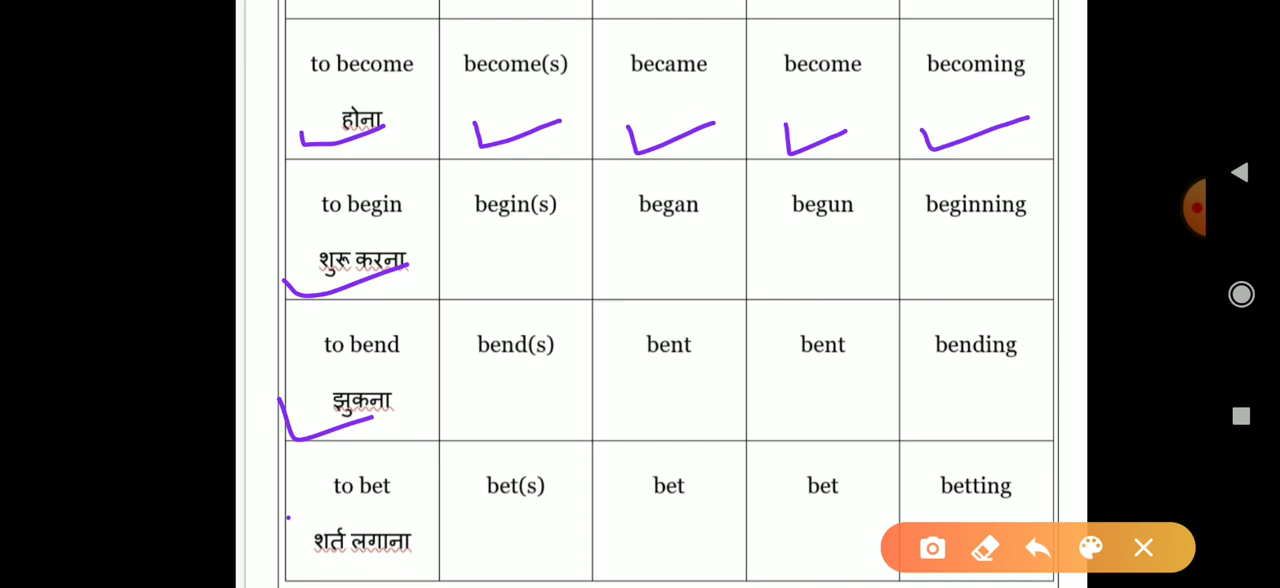 to become become(s) became become becoming
होना
to begin begin(s) began begun beginning
शुरू करना
to bend bend(s) bent bent bending
झुकना
to bet bet(s) bet bet betting
शर्त लगाना